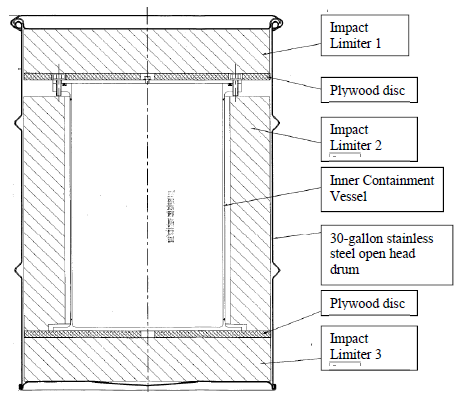 Impact
Limiter 1
Plywood disc
Impact
Limiter 2
Inner Containment
Vessel
30-gallon stainless
steel open head
drum
Plywood disc
Impact
Limiter 3